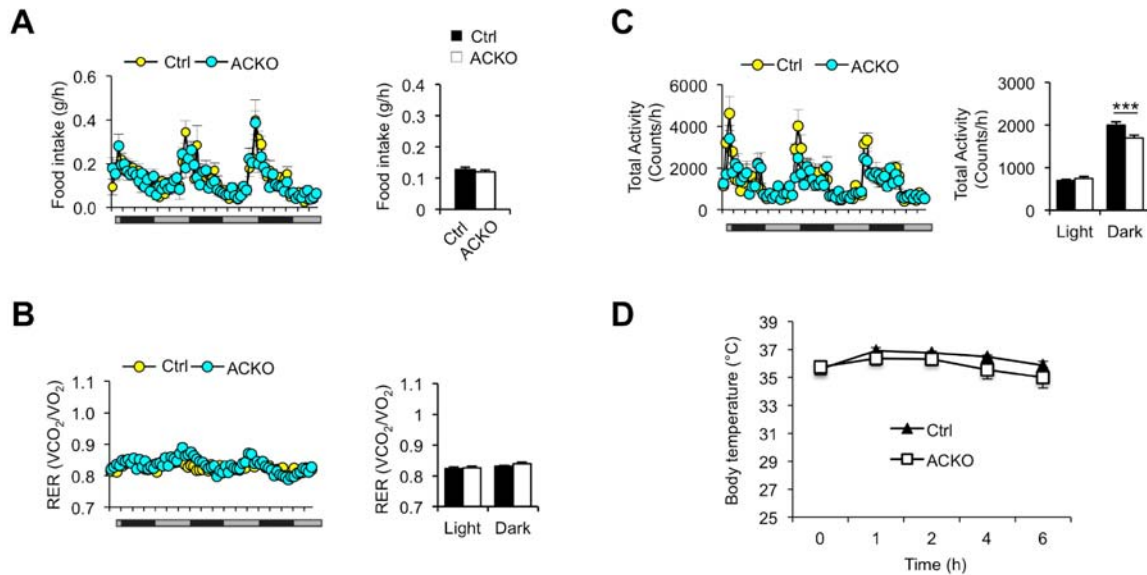 A
Ctrl ACKO
Food intake (g/h)
0.6
0.4
0.2
0.0
Ctrl
ACKO
Food intake (g/h)
0.4
0.3
0.2
0.1
0
Ctrl
ACKO
C
Ctrl ACKO
Total Activity
(Counts/h)
6000
4000
2000
0
Total Activity
(Counts/h)
3000
2000
1000
0
***
Light Dark
B
Ctrl ACKO
RER (VCO₂/VO₂)
1.1
1
0.9
0.8
0.7
RER (VCO₂/VO₂)
1.1
1
0.9
0.8
0.7
Light Dark
D
Body temperature (°C)
39
37
35
33
31
29
27
25
Ctrl
ACKO
0 1 2 4 6
Time (h)